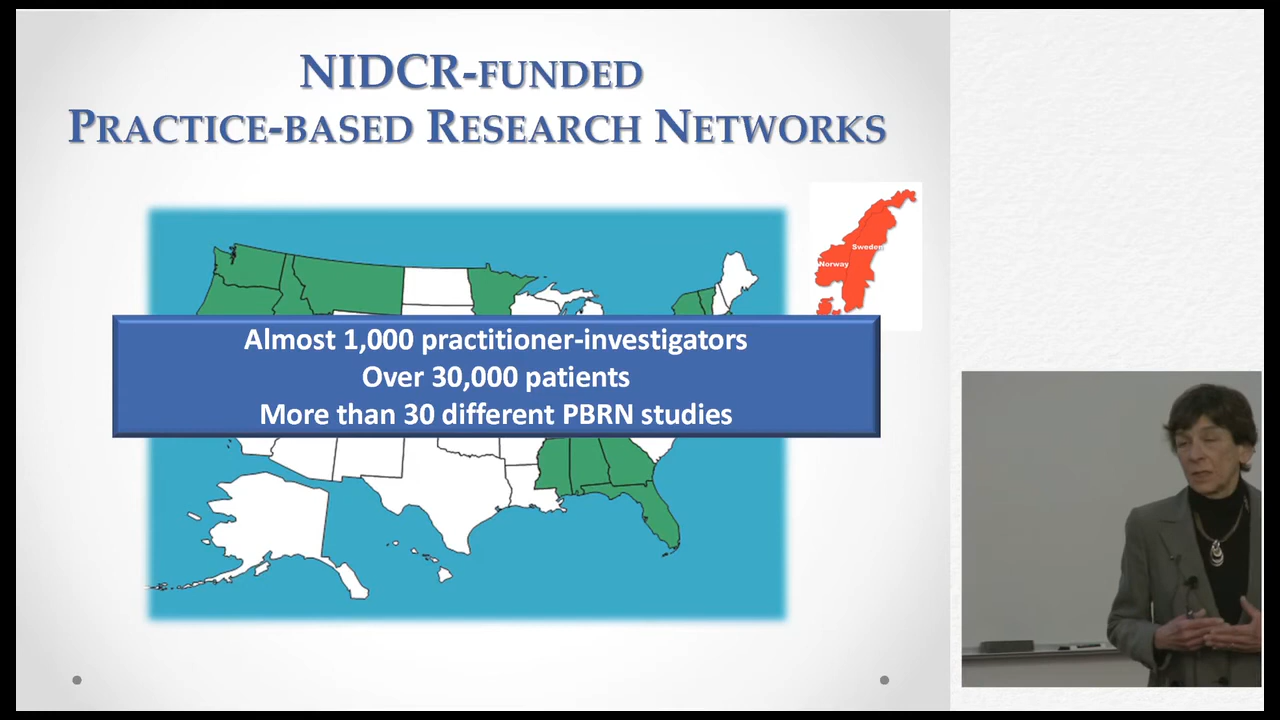 NIDCR-FUNDED
PRACTICE-BASED RESEARCH NETWORKS
Sweden
Norway
Almost 1,000 practitioner-investigators
Over 30,000 patients
More than 30 different PBRN studies